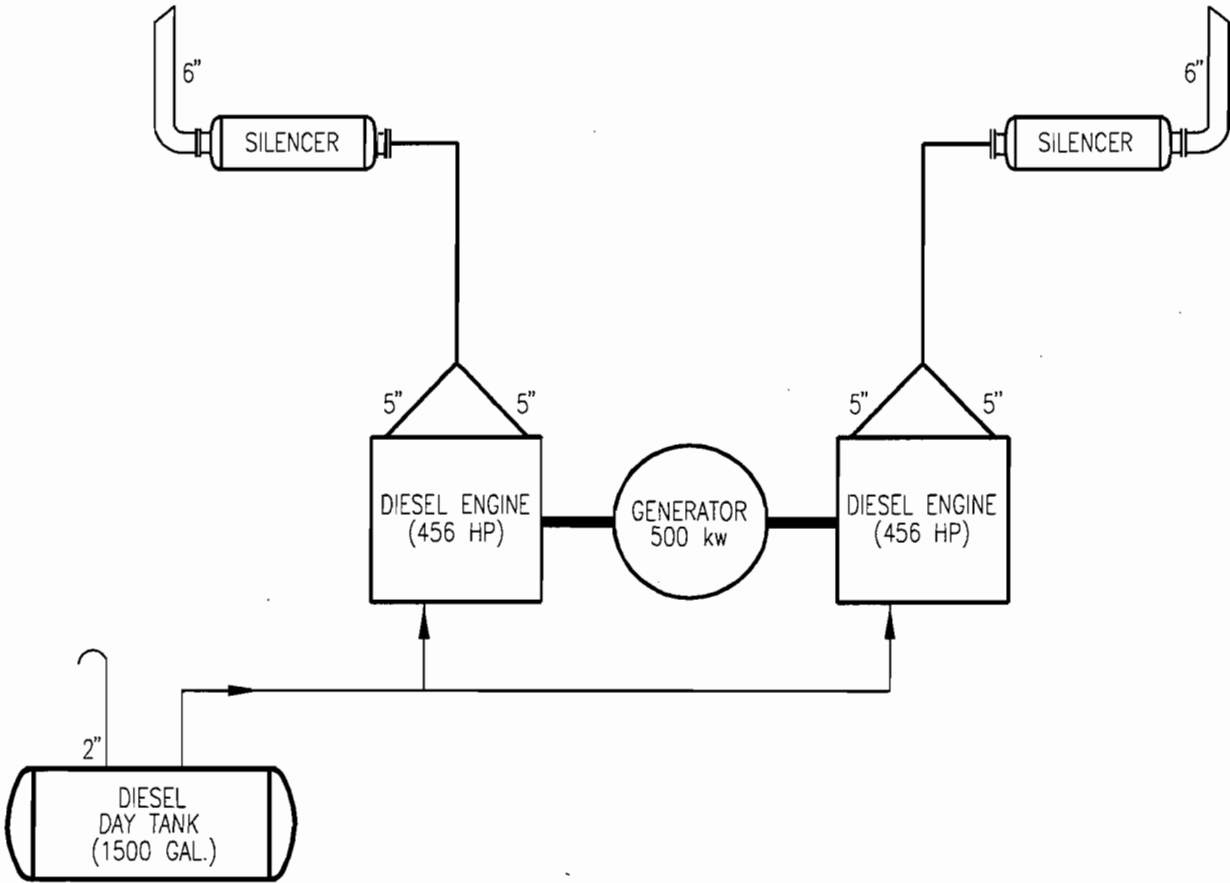 6"
6"
SILENCER
SILENCER
5"
5"
5"
5"
DIESEL ENGINE
(456 HP)
GENERATOR
500 kw
DIESEL ENGINE
(456 HP)
2"
DIESEL
DAY TANK
(1500 GAL.)